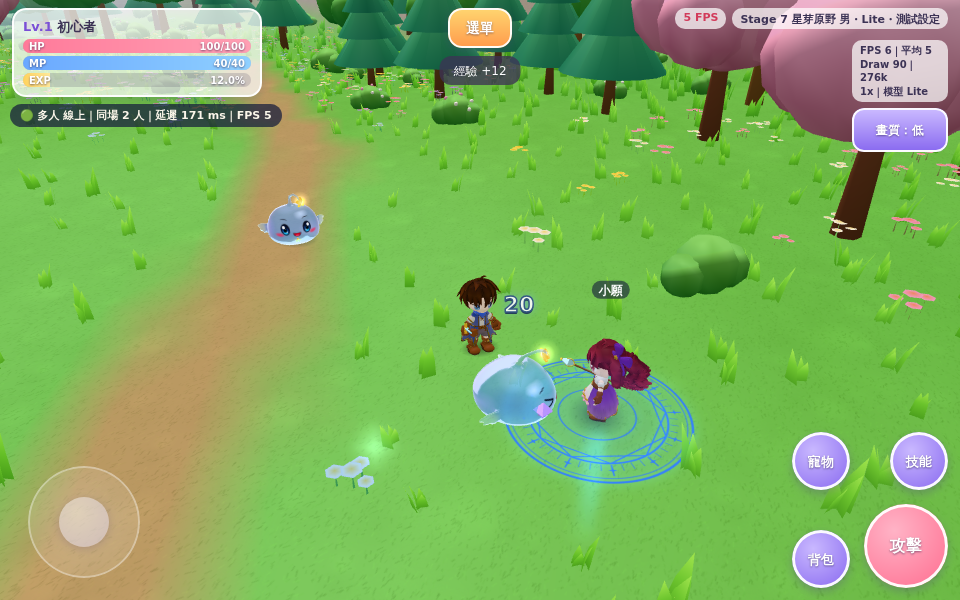 Lv.1 初心者
HP 100/100
MP 40/40
EXP 12.0%
🟢 多人 線上 | 同場 2 人 | 延遲 171 ms | FPS 5
選單
經驗 +12
5 FPS
Stage 7 星芽原野 男・Lite・測試設定
FPS 6 | 平均 5
Draw 90 |
276k
1x | 模型 Lite
畫質：低
20
小願
寵物
技能
背包
攻擊